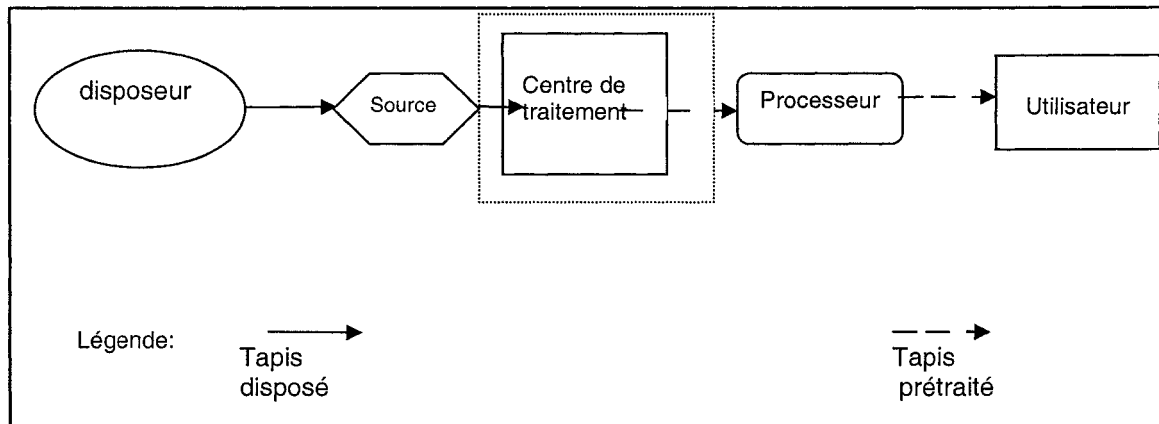 disposeur
Source
Centre de
traitement
Processeur
Utilisateur
Légende:
Tapis
disposé
Tapis
prétraité